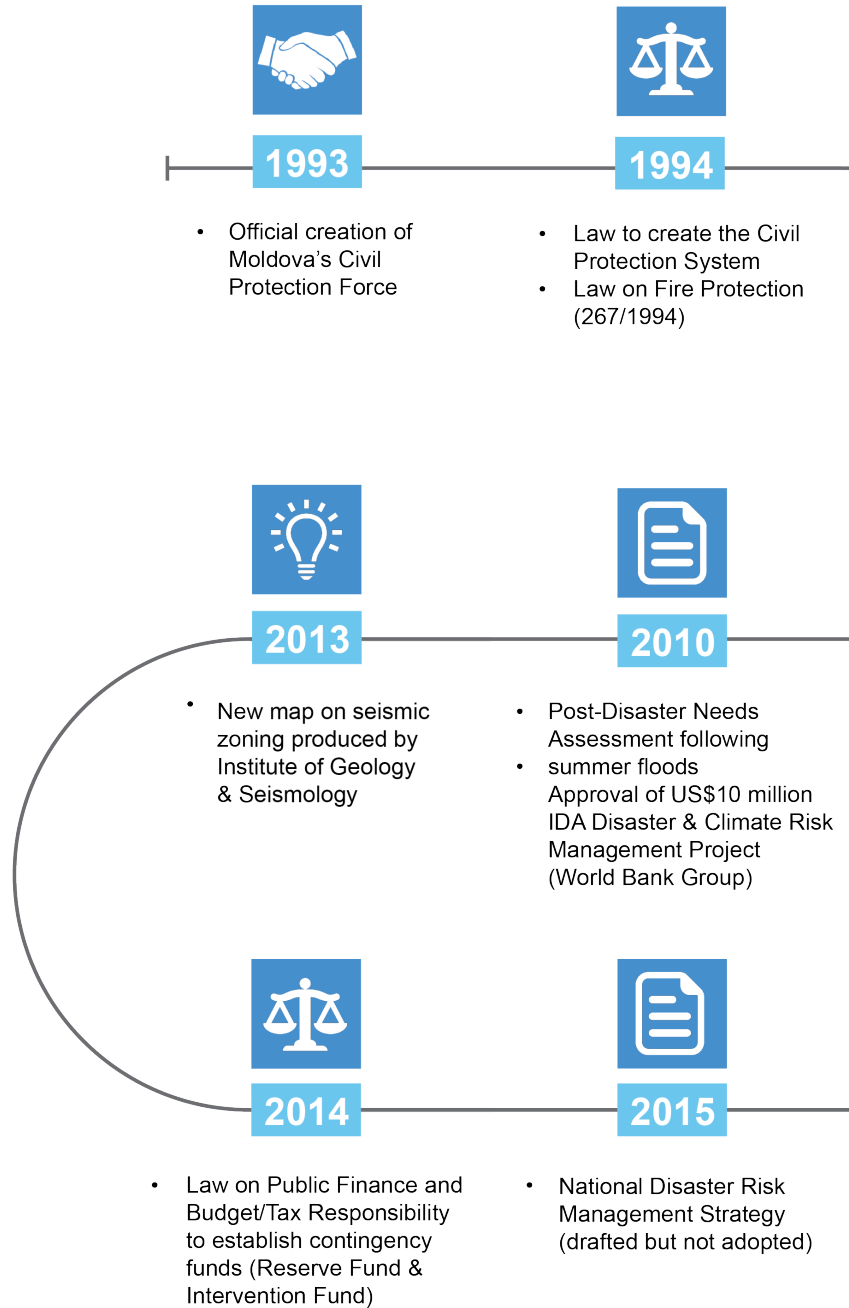 1993
• Official creation of
Moldova’s Civil
Protection Force
1994
• Law to create the Civil
Protection System
• Law on Fire Protection
(267/1994)
2013
• New map on seismic
zoning produced by
Institute of Geology
& Seismology
2010
• Post-Disaster Needs
Assessment following
• summer floods
Approval of US$10 million
IDA Disaster & Climate Risk
Management Project
(World Bank Group)
2014
• Law on Public Finance and
Budget/Tax Responsibility
to establish contingency
funds (Reserve Fund &
Intervention Fund)
2015
• National Disaster Risk
Management Strategy
(drafted but not adopted)